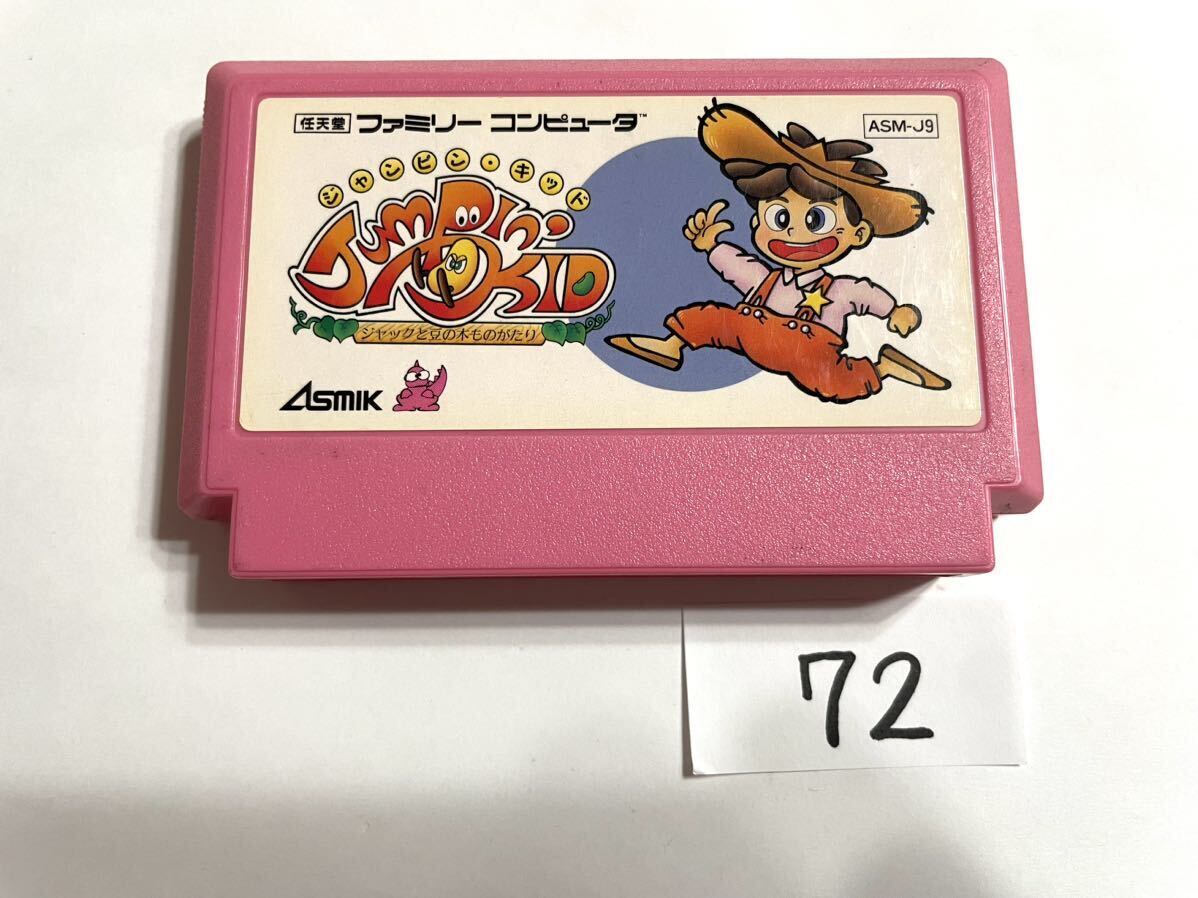 任天堂 ファミリー コンピュータ™
ASM-J9
ジャンピン・キッド
JUMPIN' KID
ジャックと豆の木ものがたり
ASMIK
72